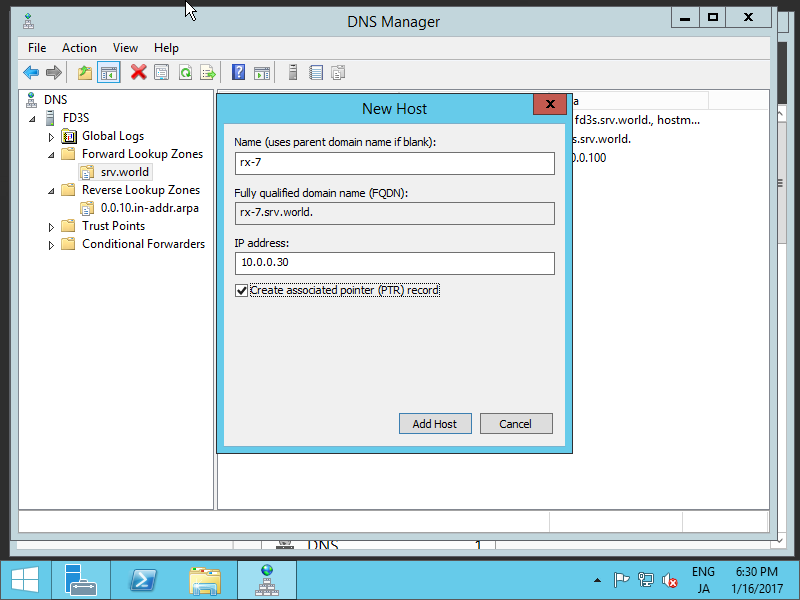 DNS Manager
File Action View Help
DNS
FD3S
Global Logs
Forward Lookup Zones
srv.world
Reverse Lookup Zones
0.0.10.in-addr.arpa
Trust Points
Conditional Forwarders
a
fd3s.srv.world., hostm...
s.srv.world.
0.0.100
New Host
Name (uses parent domain name if blank):
rx-7
Fully qualified domain name (FQDN):
rx-7.srv.world.
IP address:
10.0.0.30
Create associated pointer (PTR) record
Add Host Cancel
DNS 1
ENG 6:30 PM
JA 1/16/2017